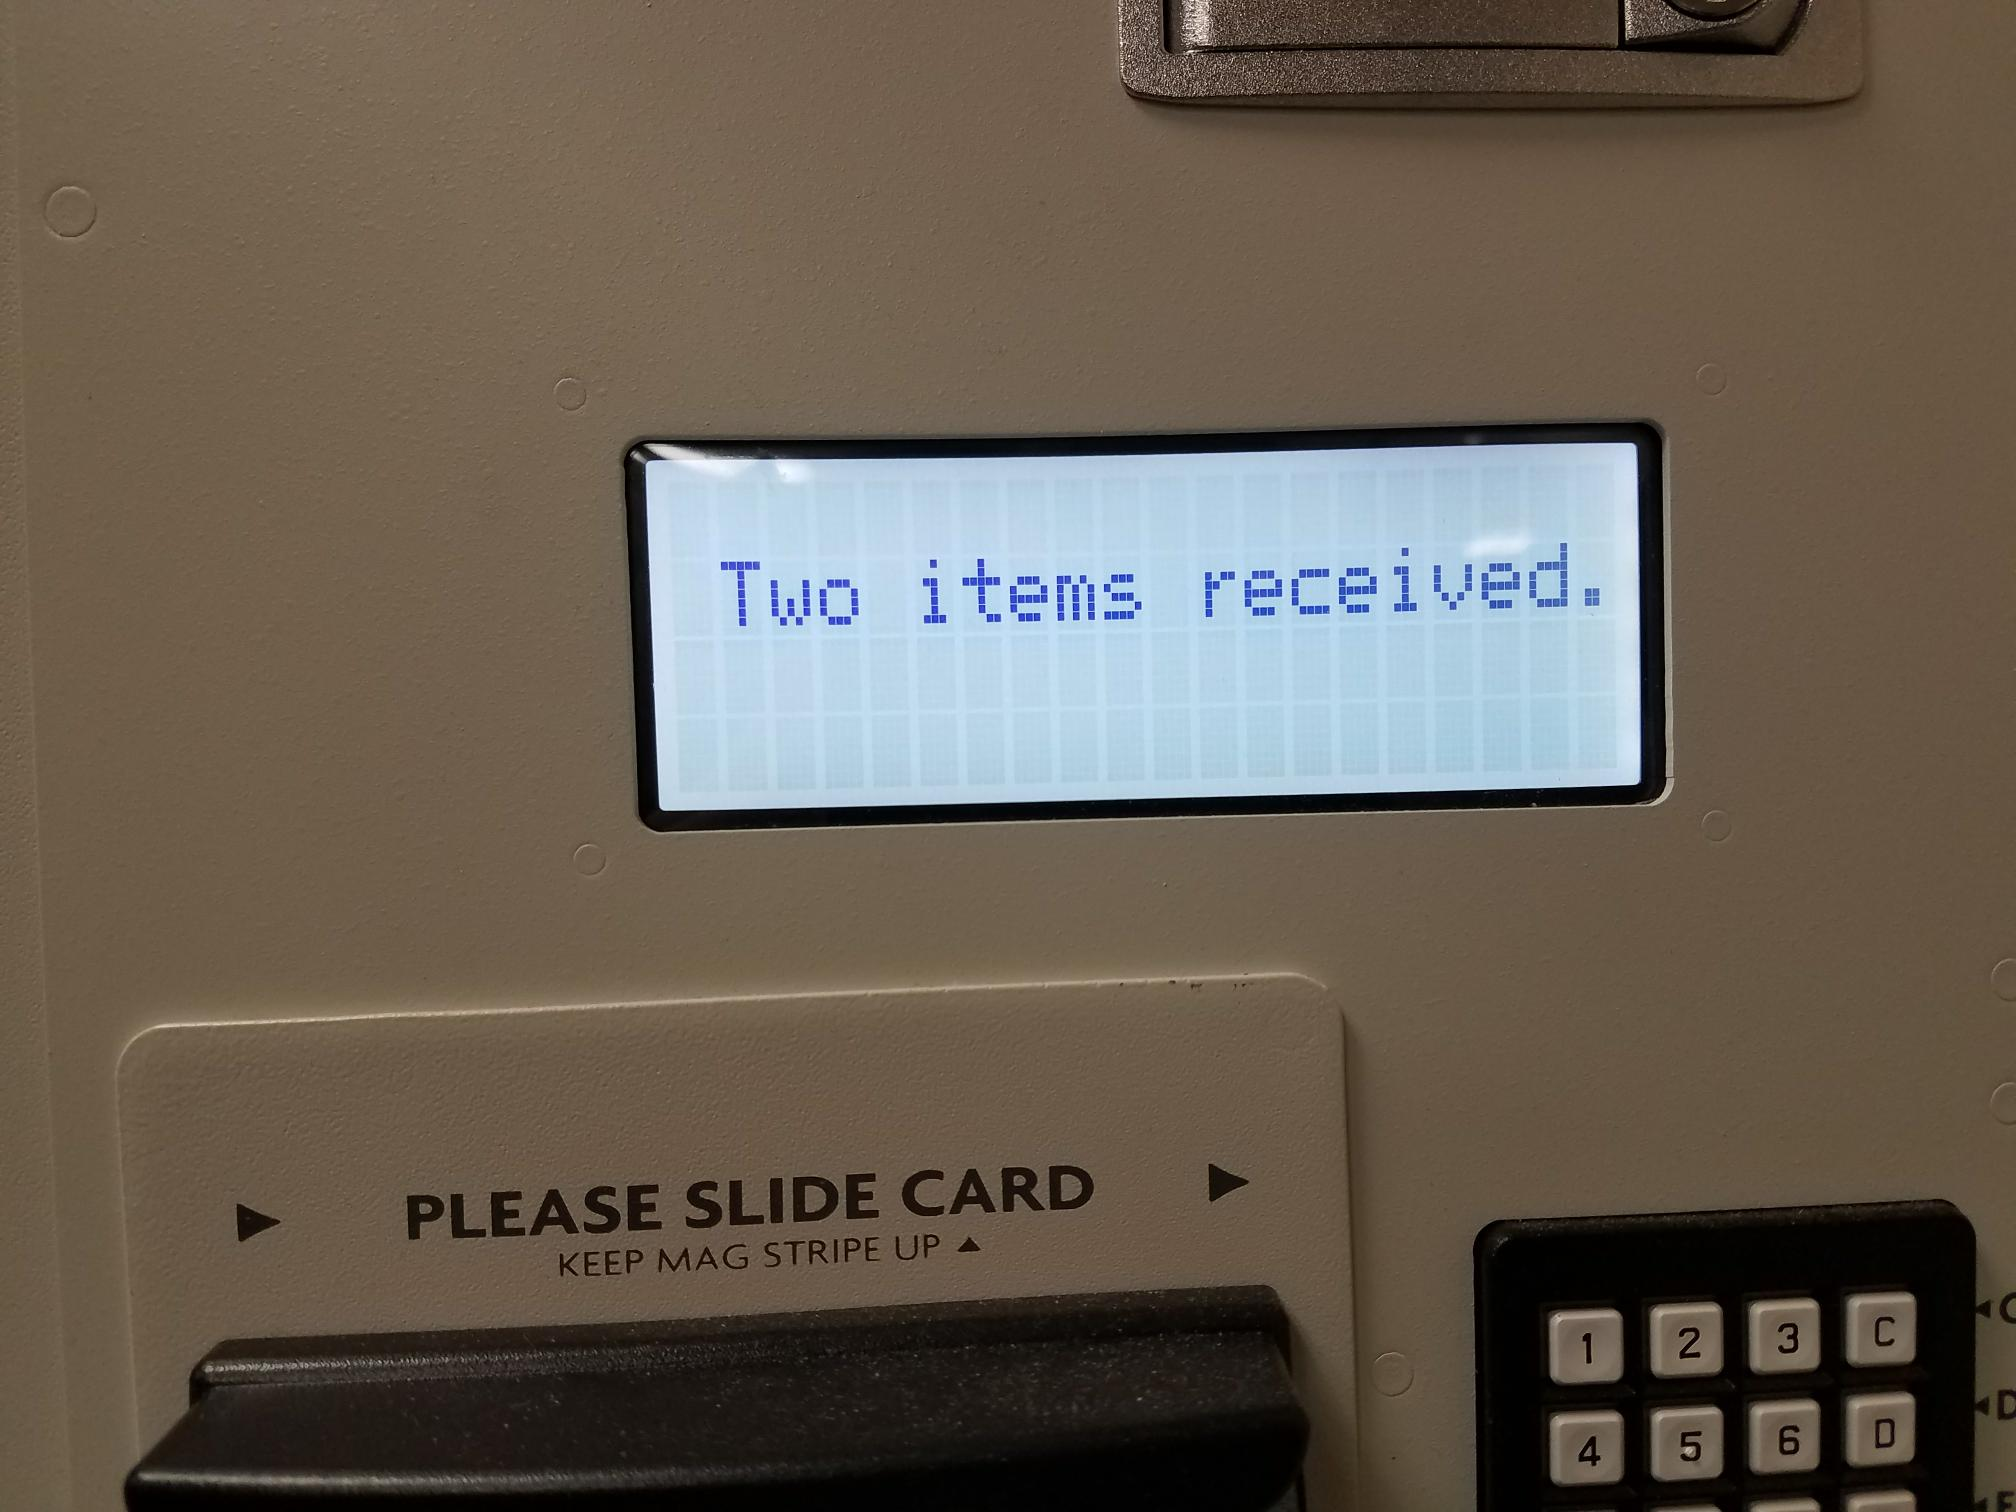 Two items received.
PLEASE SLIDE CARD
KEEP MAG STRIPE UP
1 2 3 C
4 5 6 D